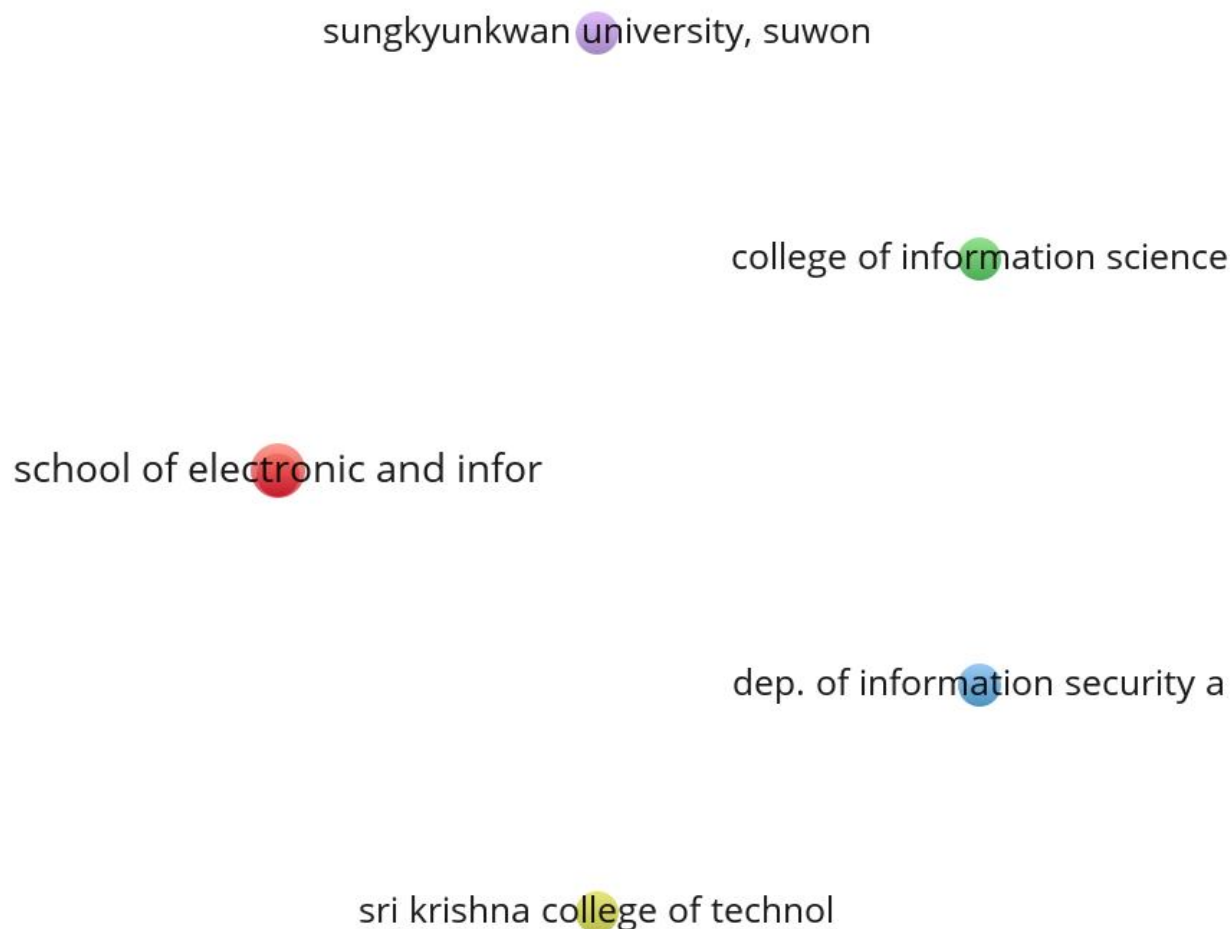 sungkyunkwan university, suwon
college of information science
school of electronic and infor
dep. of information security a
sri krishna college of technol